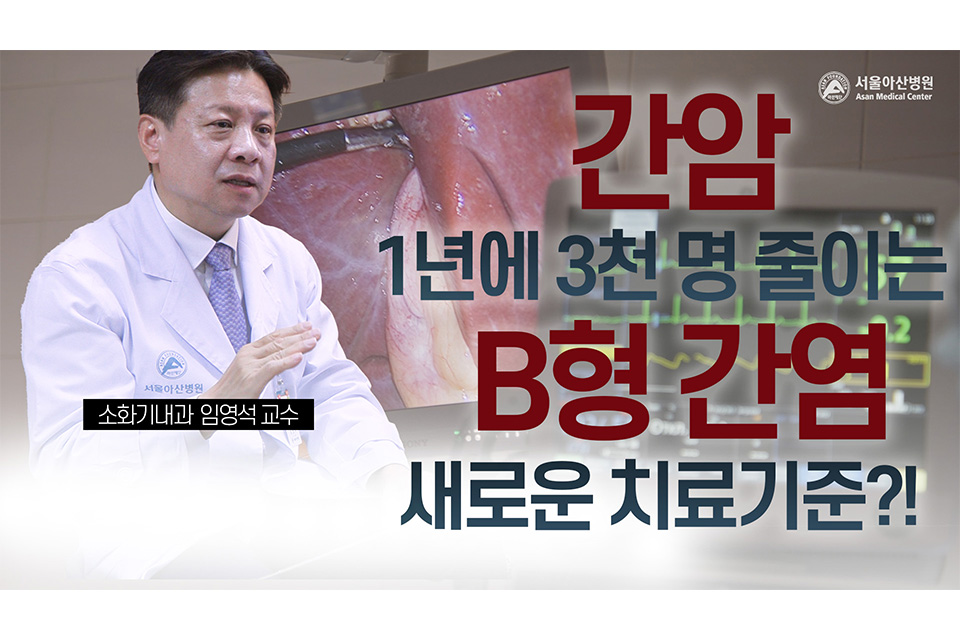 서울아산병원
Asan Medical Center
간암
1년에 3천 명 줄이는
B형 간염
새로운 치료기준?!
서울아산병원
소화기내과 임영석 교수